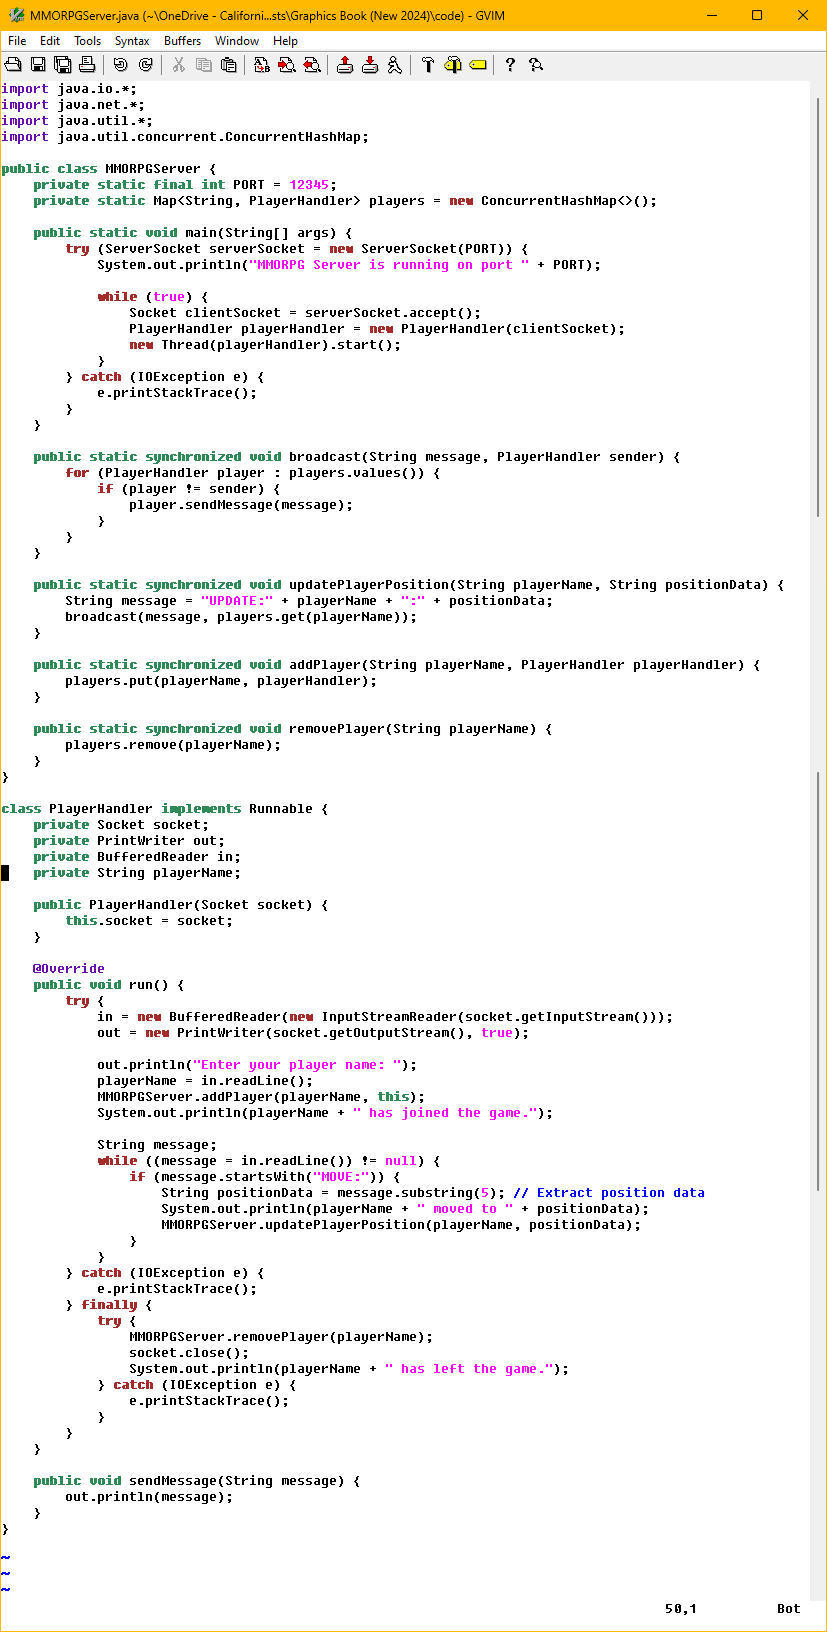 MMORPGServer.java (~\OneDrive - Californi...sts\Graphics Book (New 2024)\code) - GVIM
File Edit Tools Syntax Buffers Window Help
import java.io.*;
import java.net.*;
import java.util.*;
import java.util.concurrent.ConcurrentHashMap;

public class MMORPGServer {
    private static final int PORT = 12345;
    private static Map<String, PlayerHandler> players = new ConcurrentHashMap<>();

    public static void main(String[] args) {
        try (ServerSocket serverSocket = new ServerSocket(PORT)) {
            System.out.println("MMORPG Server is running on port " + PORT);

            while (true) {
                Socket clientSocket = serverSocket.accept();
                PlayerHandler playerHandler = new PlayerHandler(clientSocket);
                new Thread(playerHandler).start();
            }
        } catch (IOException e) {
            e.printStackTrace();
        }
    }

    public static synchronized void broadcast(String message, PlayerHandler sender) {
        for (PlayerHandler player : players.values()) {
            if (player != sender) {
                player.sendMessage(message);
            }
        }
    }

    public static synchronized void updatePlayerPosition(String playerName, String positionData) {
        String message = "UPDATE:" + playerName + ":" + positionData;
        broadcast(message, players.get(playerName));
    }

    public static synchronized void addPlayer(String playerName, PlayerHandler playerHandler) {
        players.put(playerName, playerHandler);
    }

    public static synchronized void removePlayer(String playerName) {
        players.remove(playerName);
    }
}

class PlayerHandler implements Runnable {
    private Socket socket;
    private PrintWriter out;
    private BufferedReader in;
    private String playerName;

    public PlayerHandler(Socket socket) {
        this.socket = socket;
    }

    @Override
    public void run() {
        try {
            in = new BufferedReader(new InputStreamReader(socket.getInputStream()));
            out = new PrintWriter(socket.getOutputStream(), true);

            out.println("Enter your player name: ");
            playerName = in.readLine();
            MMORPGServer.addPlayer(playerName, this);
            System.out.println(playerName + " has joined the game.");

            String message;
            while ((message = in.readLine()) != null) {
                if (message.startsWith("MOVE:")) {
                    String positionData = message.substring(5); // Extract position data
                    System.out.println(playerName + " moved to " + positionData);
                    MMORPGServer.updatePlayerPosition(playerName, positionData);
                }
            }
        } catch (IOException e) {
            e.printStackTrace();
        } finally {
            try {
                MMORPGServer.removePlayer(playerName);
                socket.close();
                System.out.println(playerName + " has left the game.");
            } catch (IOException e) {
                e.printStackTrace();
            }
        }
    }

    public void sendMessage(String message) {
        out.println(message);
    }
}
~
~
~
50,1 Bot